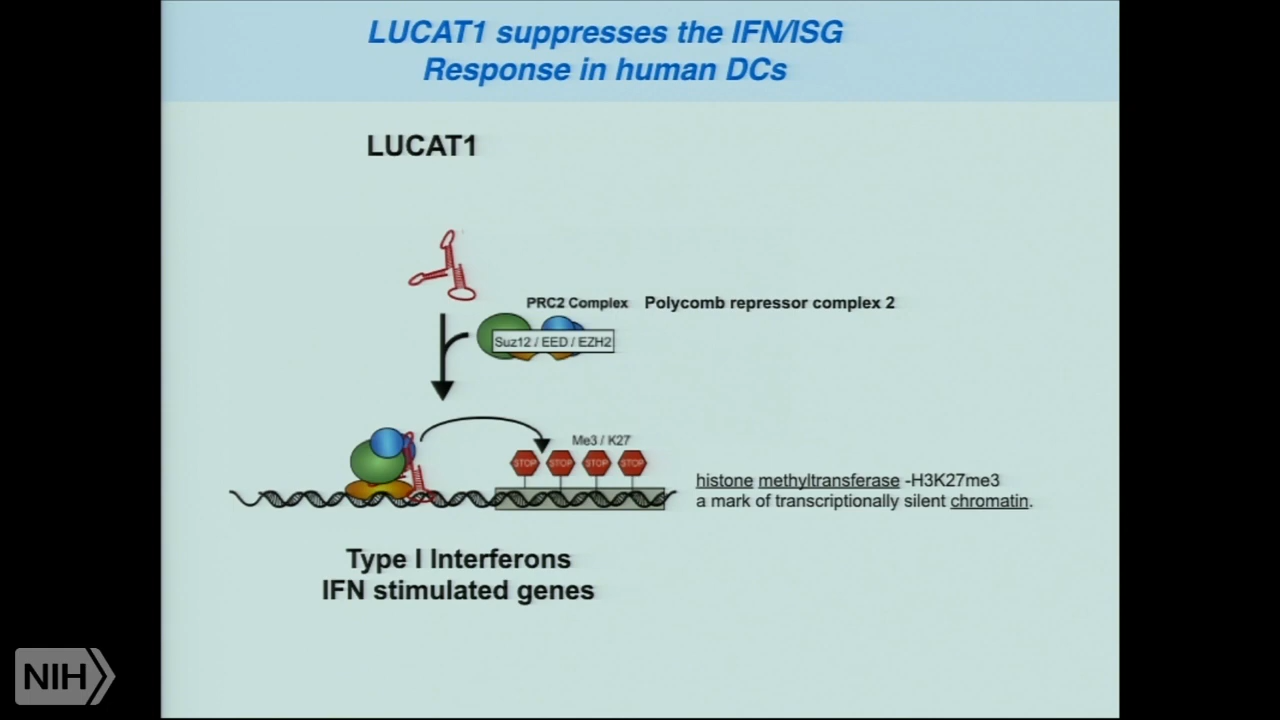 LUCAT1 suppresses the IFN/ISG
Response in human DCs
LUCAT1
PRC2 Complex Polycomb repressor complex 2
Suz12 / EED / EZH2
Me3 / K27
STOP STOP STOP STOP
histone methyltransferase -H3K27me3
a mark of transcriptionally silent chromatin.
Type I Interferons
IFN stimulated genes
NIH